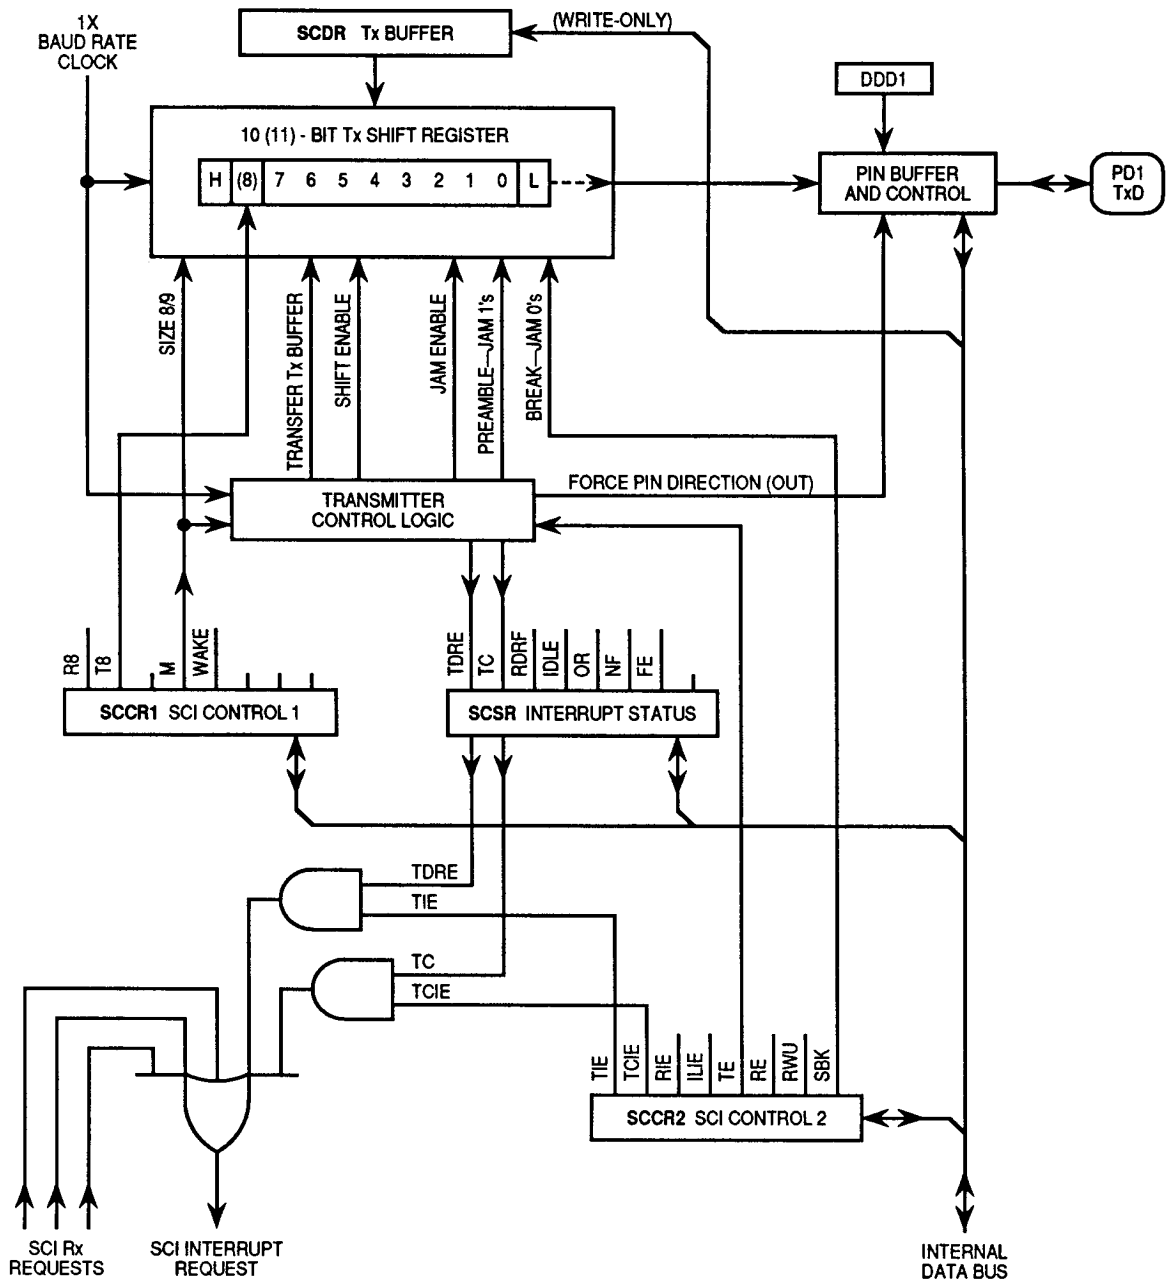 1X
BAUD RATE
CLOCK
SCDR Tx BUFFER
(WRITE-ONLY)
DDD1
10 (11) - BIT Tx SHIFT REGISTER
H (8) 7 6 5 4 3 2 1 0 L
PIN BUFFER
AND CONTROL
PD1
TxD
SIZE 8/9
TRANSFER Tx BUFFER
SHIFT ENABLE
JAM ENABLE
PREAMBLE—JAM 1's
BREAK—JAM 0's
TRANSMITTER
CONTROL LOGIC
FORCE PIN DIRECTION (OUT)
R8
T8
M
WAKE
TDRE
TC
RDRF
IDLE
OR
NF
FE
SCCR1 SCI CONTROL 1
SCSR INTERRUPT STATUS
TDRE
TIE
TC
TCIE
TIE
TCIE
RIE
ILIE
TE
RE
RWU
SBK
SCCR2 SCI CONTROL 2
SCI Rx
REQUESTS
SCI INTERRUPT
REQUEST
INTERNAL
DATA BUS